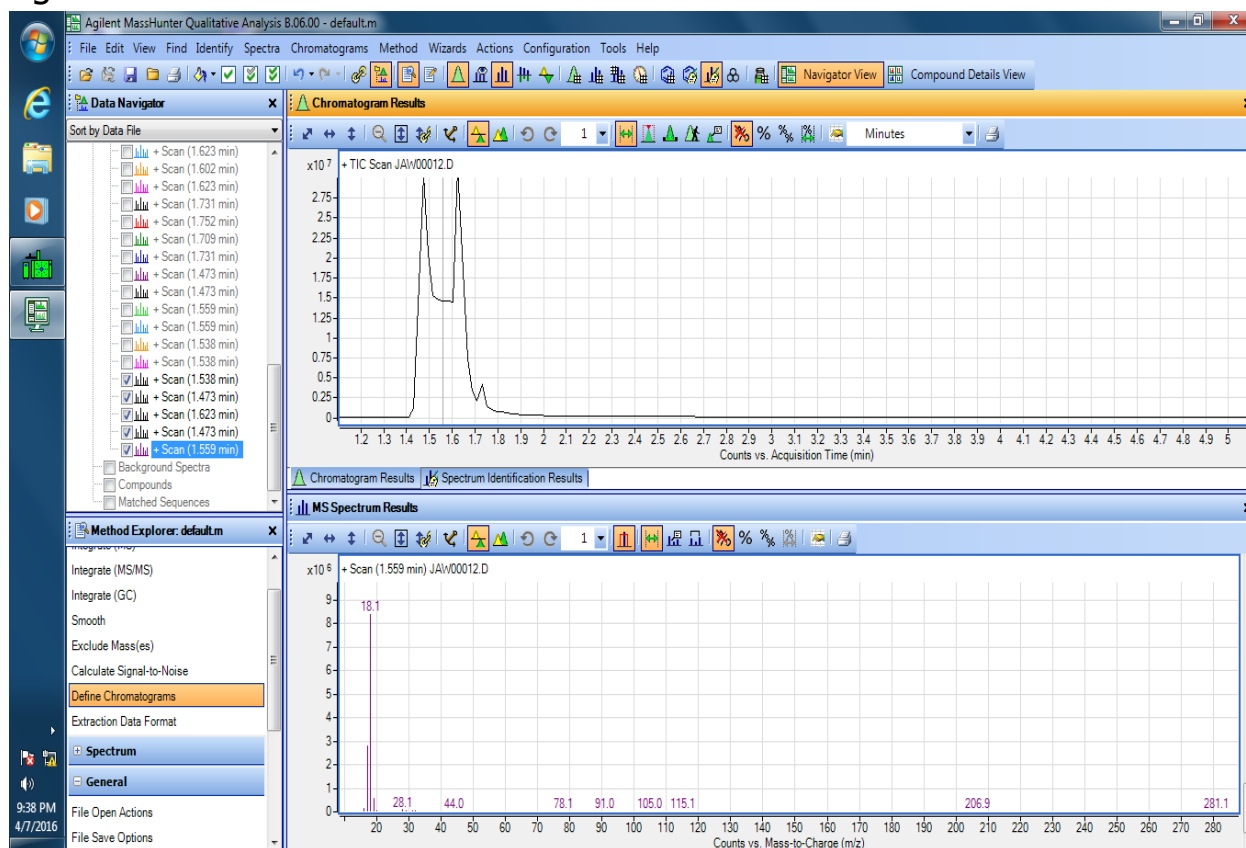 Agilent MassHunter Qualitative Analysis B.06.00 - default.m
File Edit View Find Identify Spectra Chromatograms Method Wizards Actions Configuration Tools Help
Navigator View Compound Details View
Data Navigator
Sort by Data File
+ Scan (1.623 min)
+ Scan (1.602 min)
+ Scan (1.623 min)
+ Scan (1.731 min)
+ Scan (1.752 min)
+ Scan (1.709 min)
+ Scan (1.731 min)
+ Scan (1.473 min)
+ Scan (1.473 min)
+ Scan (1.559 min)
+ Scan (1.559 min)
+ Scan (1.538 min)
+ Scan (1.538 min)
+ Scan (1.538 min)
+ Scan (1.473 min)
+ Scan (1.623 min)
+ Scan (1.473 min)
+ Scan (1.559 min)
Background Spectra
Compounds
Matched Sequences
Method Explorer: default.m
Integrate (MS)
Integrate (MS/MS)
Integrate (GC)
Smooth
Exclude Mass(es)
Calculate Signal-to-Noise
Define Chromatograms
Extraction Data Format
Spectrum
General
File Open Actions
File Save Options
9:38 PM
4/7/2016
Chromatogram Results
1 % % Minutes
x10 7 + TIC Scan JAW00012.D
2.75
2.5
2.25
2
1.75
1.5
1.25
1
0.75
0.5
0.25
0
1.2 1.3 1.4 1.5 1.6 1.7 1.8 1.9 2 2.1 2.2 2.3 2.4 2.5 2.6 2.7 2.8 2.9 3 3.1 3.2 3.3 3.4 3.5 3.6 3.7 3.8 3.9 4 4.1 4.2 4.3 4.4 4.5 4.6 4.7 4.8 4.9 5
Counts vs. Acquisition Time (min)
Chromatogram Results Spectrum Identification Results
MS Spectrum Results
1 % %
x10 6 + Scan (1.559 min) JAW00012.D
9
8
7
6
5
4
3
2
1
0
18.1
28.1 44.0 78.1 91.0 105.0 115.1 206.9 281.1
20 30 40 50 60 70 80 90 100 110 120 130 140 150 160 170 180 190 200 210 220 230 240 250 260 270 280
Counts vs. Mass-to-Charge (m/z)